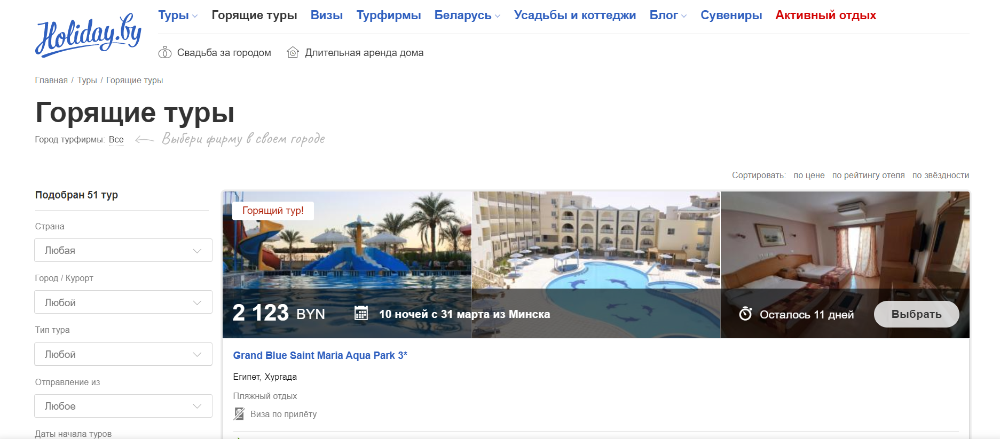 Holiday.by
Туры Горящие туры Визы Турфирмы Беларусь Усадьбы и коттеджи Блог Сувениры Активный отдых
Свадьба за городом Длительная аренда дома
Главная / Туры / Горящие туры
Горящие туры
Город турфирмы: Все Выбери фирму в своем городе
Сортировать: по цене по рейтингу отеля по звёздности
Подобран 51 тур
Страна
Любая
Город / Курорт
Любой
Тип тура
Любой
Отправление из
Любое
Даты начала туров
Горящий тур!
2 123 BYN 10 ночей с 31 марта из Минска Осталось 11 дней Выбрать
Grand Blue Saint Maria Aqua Park 3*
Египет, Хургада
Пляжный отдых
Виза по прилёту